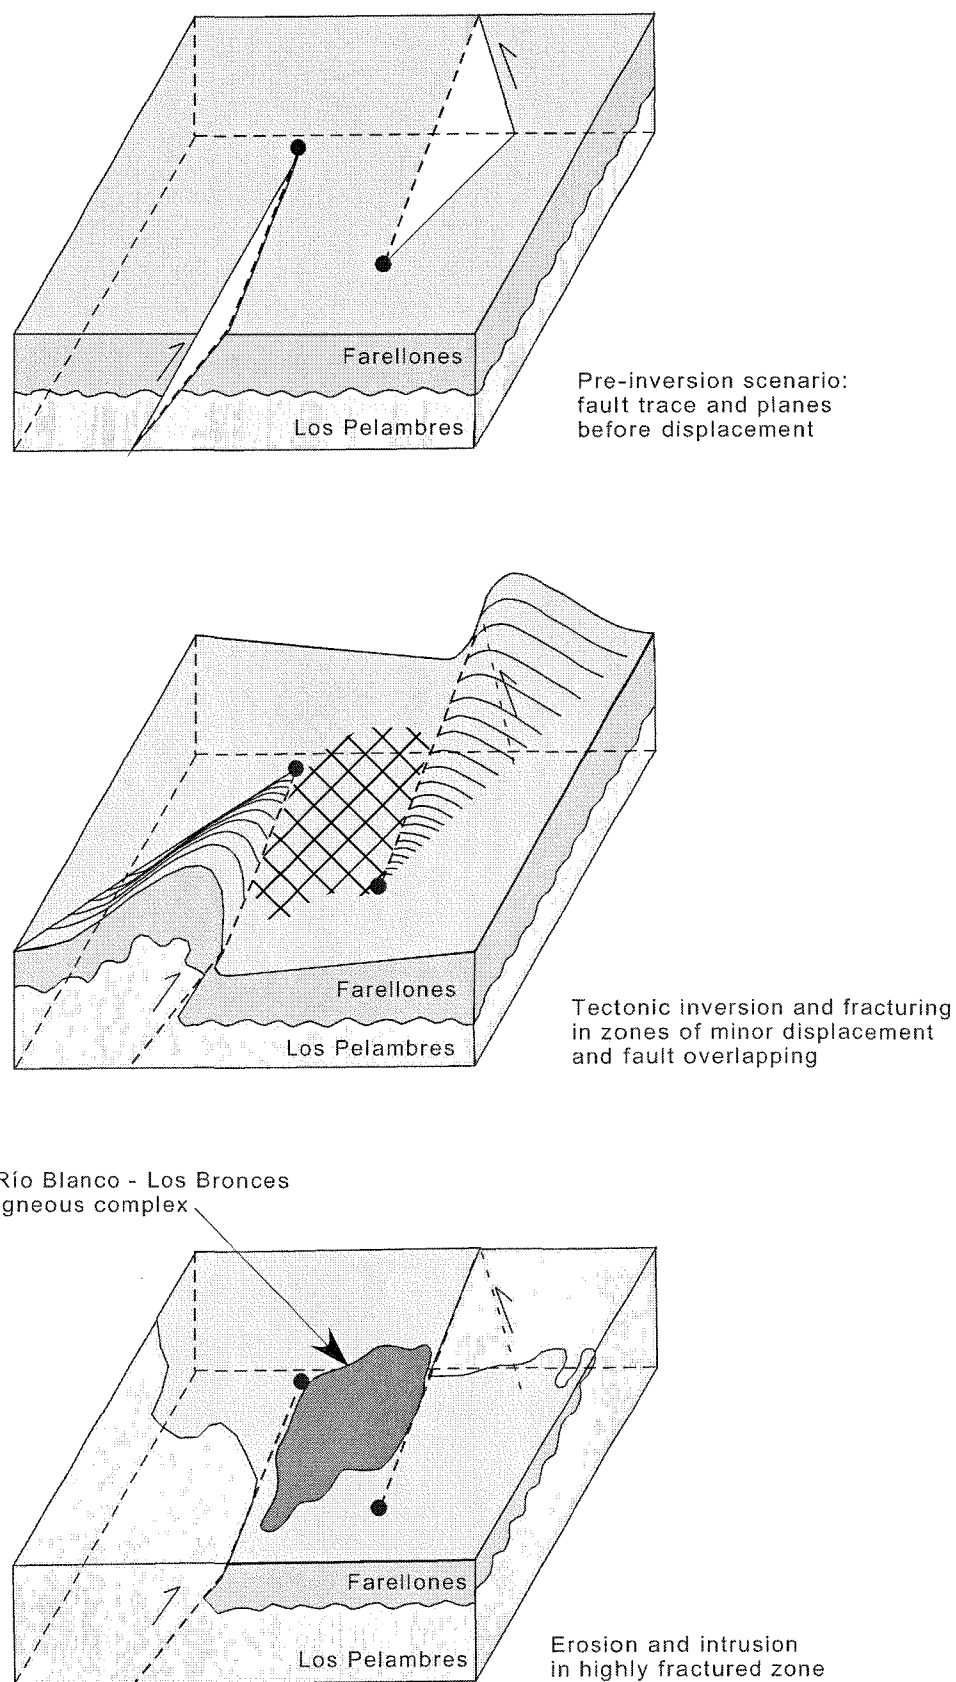 Farellones
Los Pelambres
Pre-inversion scenario:
fault trace and planes
before displacement
Farellones
Los Pelambres
Tectonic inversion and fracturing
in zones of minor displacement
and fault overlapping
Río Blanco - Los Bronces
igneous complex
Farellones
Los Pelambres
Erosion and intrusion
in highly fractured zone